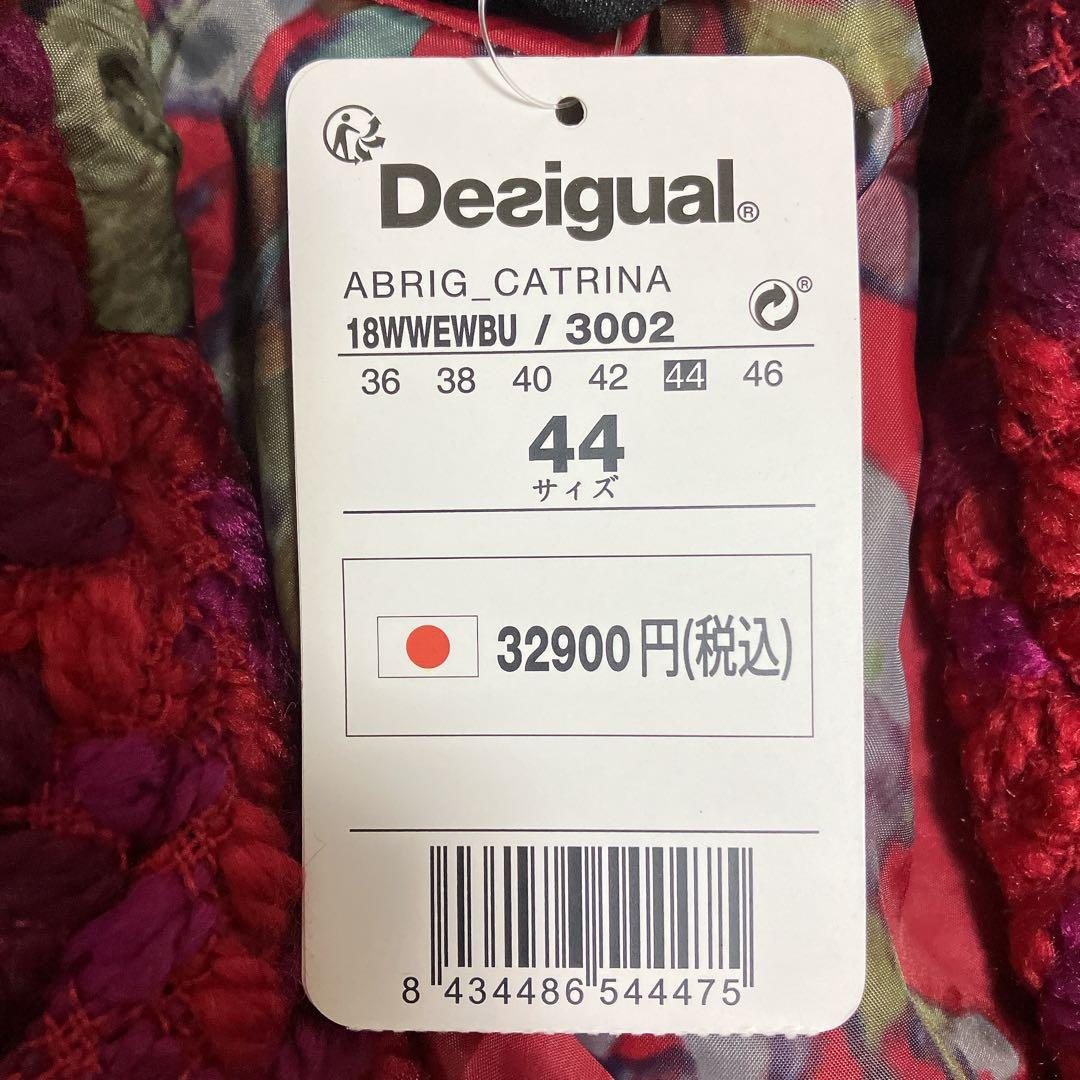 Desigual®
ABRIG_CATRINA
18WWEWBU / 3002
®
36 38 40 42 44 46
44
サイズ
32900円(税込)
8 434486 544475